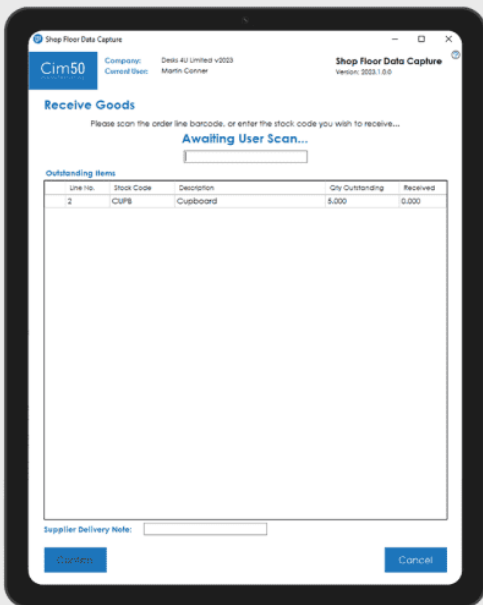 Shop Floor Data Capture
Cim50
Company: Desks 4U Limited v2023
Current User: Martin Conner
Shop Floor Data Capture
Version: 2023.1.0.0
Receive Goods
Please scan the order line barcode, or enter the stock code you wish to receive...
Awaiting User Scan...
Outstanding Items
Line No. Stock Code Description Qty Outstanding Received
2 CUPB Cupboard 5.000 0.000
Supplier Delivery Note:
Confirm Cancel